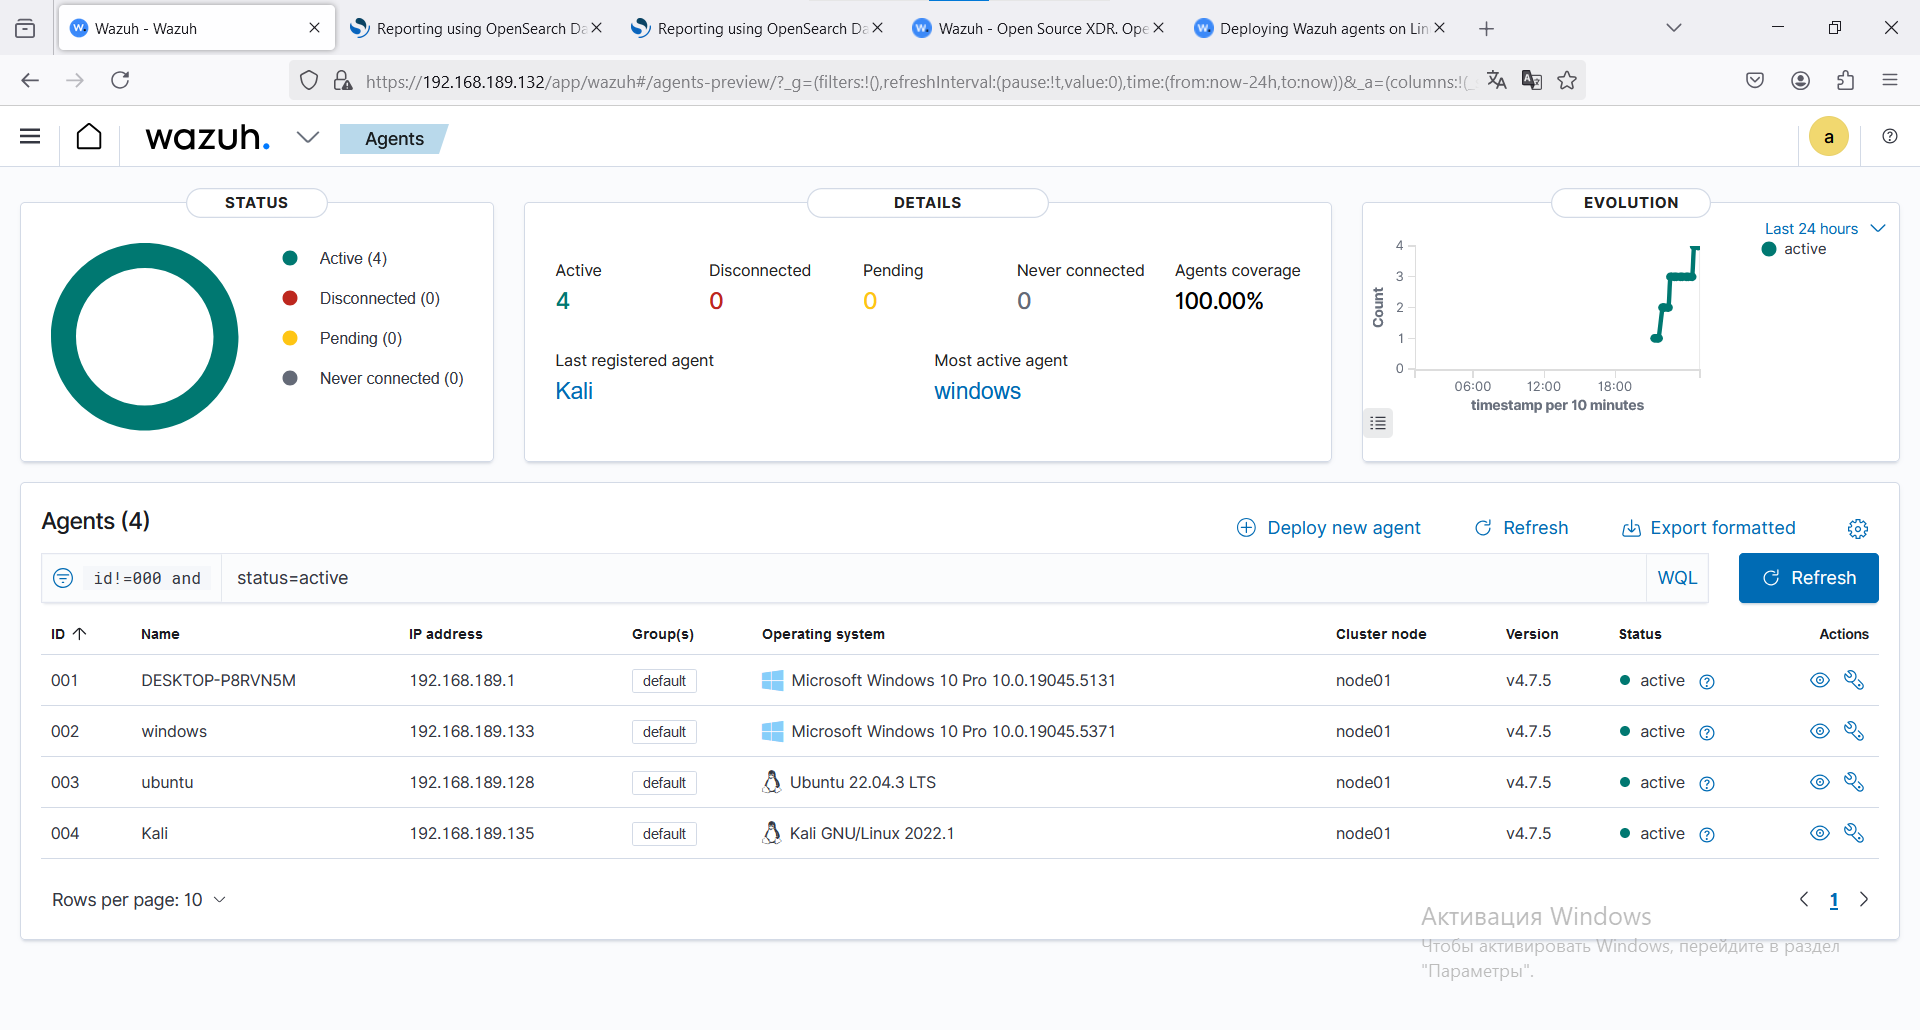 Wazuh - Wazuh
Reporting using OpenSearch Da
Reporting using OpenSearch Da
Wazuh - Open Source XDR. Ope
Deploying Wazuh agents on Lin
https://192.168.189.132/app/wazuh#/agents-preview/?_g=(filters:!(),refreshInterval:(pause:!t,value:0),time:(from:now-24h,to:now))&_a=(columns:!(_
wazuh.
Agents
a
STATUS
Active (4)
Disconnected (0)
Pending (0)
Never connected (0)
DETAILS
Active
4
Disconnected
0
Pending
0
Never connected
0
Agents coverage
100.00%
Last registered agent
Kali
Most active agent
windows
EVOLUTION
Last 24 hours
active
Count
4
3
2
1
0
06:00 12:00 18:00
timestamp per 10 minutes
Agents (4)
Deploy new agent
Refresh
Export formatted
id!=000 and status=active WQL
Refresh
ID Name IP address Group(s) Operating system Cluster node Version Status Actions
001 DESKTOP-P8RVN5M 192.168.189.1 default Microsoft Windows 10 Pro 10.0.19045.5131 node01 v4.7.5 active
002 windows 192.168.189.133 default Microsoft Windows 10 Pro 10.0.19045.5371 node01 v4.7.5 active
003 ubuntu 192.168.189.128 default Ubuntu 22.04.3 LTS node01 v4.7.5 active
004 Kali 192.168.189.135 default Kali GNU/Linux 2022.1 node01 v4.7.5 active
Rows per page: 10
1
Активация Windows
Чтобы активировать Windows, перейдите в раздел
"Параметры".